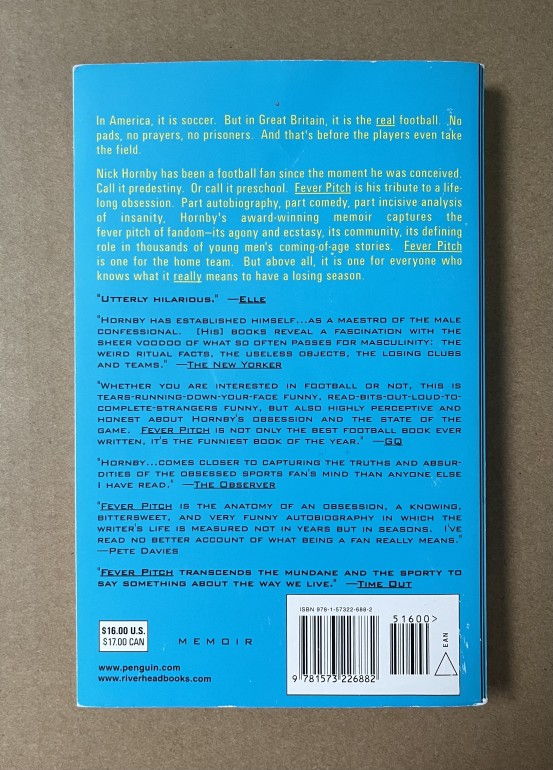 In America, it is soccer. But in Great Britain, it is the real football. No
pads, no prayers, no prisoners. And that's before the players even take
the field.
Nick Hornby has been a football fan since the moment he was conceived.
Call it predestiny. Or call it preschool. Fever Pitch is his tribute to a life-
long obsession. Part autobiography, part comedy, part incisive analysis
of insanity, Hornby's award-winning memoir captures the
fever pitch of fandom—its agony and ecstasy, its community, its defining
role in thousands of young men's coming-of-age stories. Fever Pitch
is one for the home team. But above all, it is one for everyone who
knows what it really means to have a losing season.
"UTTERLY HILARIOUS." —ELLE
"HORNBY HAS ESTABLISHED HIMSELF...AS A MAESTRO OF THE MALE
CONFESSIONAL. [HIS] BOOKS REVEAL A FASCINATION WITH THE
SHEER VOODOO OF WHAT SO OFTEN PASSES FOR MASCULINITY: THE
WEIRD RITUAL FACTS, THE USELESS OBJECTS, THE LOSING CLUBS
AND TEAMS." —THE NEW YORKER
"WHETHER YOU ARE INTERESTED IN FOOTBALL OR NOT, THIS IS
TEARS-RUNNING-DOWN-YOUR-FACE FUNNY, READ-BITS-OUT-LOUD-TO-
COMPLETE-STRANGERS FUNNY, BUT ALSO HIGHLY PERCEPTIVE AND
HONEST ABOUT HORNBY'S OBSESSION AND THE STATE OF THE
GAME. FEVER PITCH IS NOT ONLY THE BEST FOOTBALL BOOK EVER
WRITTEN, IT'S THE FUNNIEST BOOK OF THE YEAR." —GQ
"HORNBY...COMES CLOSER TO CAPTURING THE TRUTHS AND ABSUR-
DITIES OF THE OBSESSED SPORTS FAN'S MIND THAN ANYONE ELSE
I HAVE READ." —THE OBSERVER
"FEVER PITCH IS THE ANATOMY OF AN OBSESSION, A KNOWING,
BITTERSWEET, AND VERY FUNNY AUTOBIOGRAPHY IN WHICH THE
WRITER'S LIFE IS MEASURED NOT IN YEARS BUT IN SEASONS. I'VE
READ NO BETTER ACCOUNT OF WHAT BEING A FAN REALLY MEANS."
—PETE DAVIES
"FEVER PITCH TRANSCENDS THE MUNDANE AND THE SPORTY TO
SAY SOMETHING ABOUT THE WAY WE LIVE." —TIME OUT
$16.00 U.S.
$17.00 CAN
MEMOIR
www.penguin.com
www.riverheadbooks.com
ISBN 978-1-57322-688-2
51600>
EAN
9 781573 226882